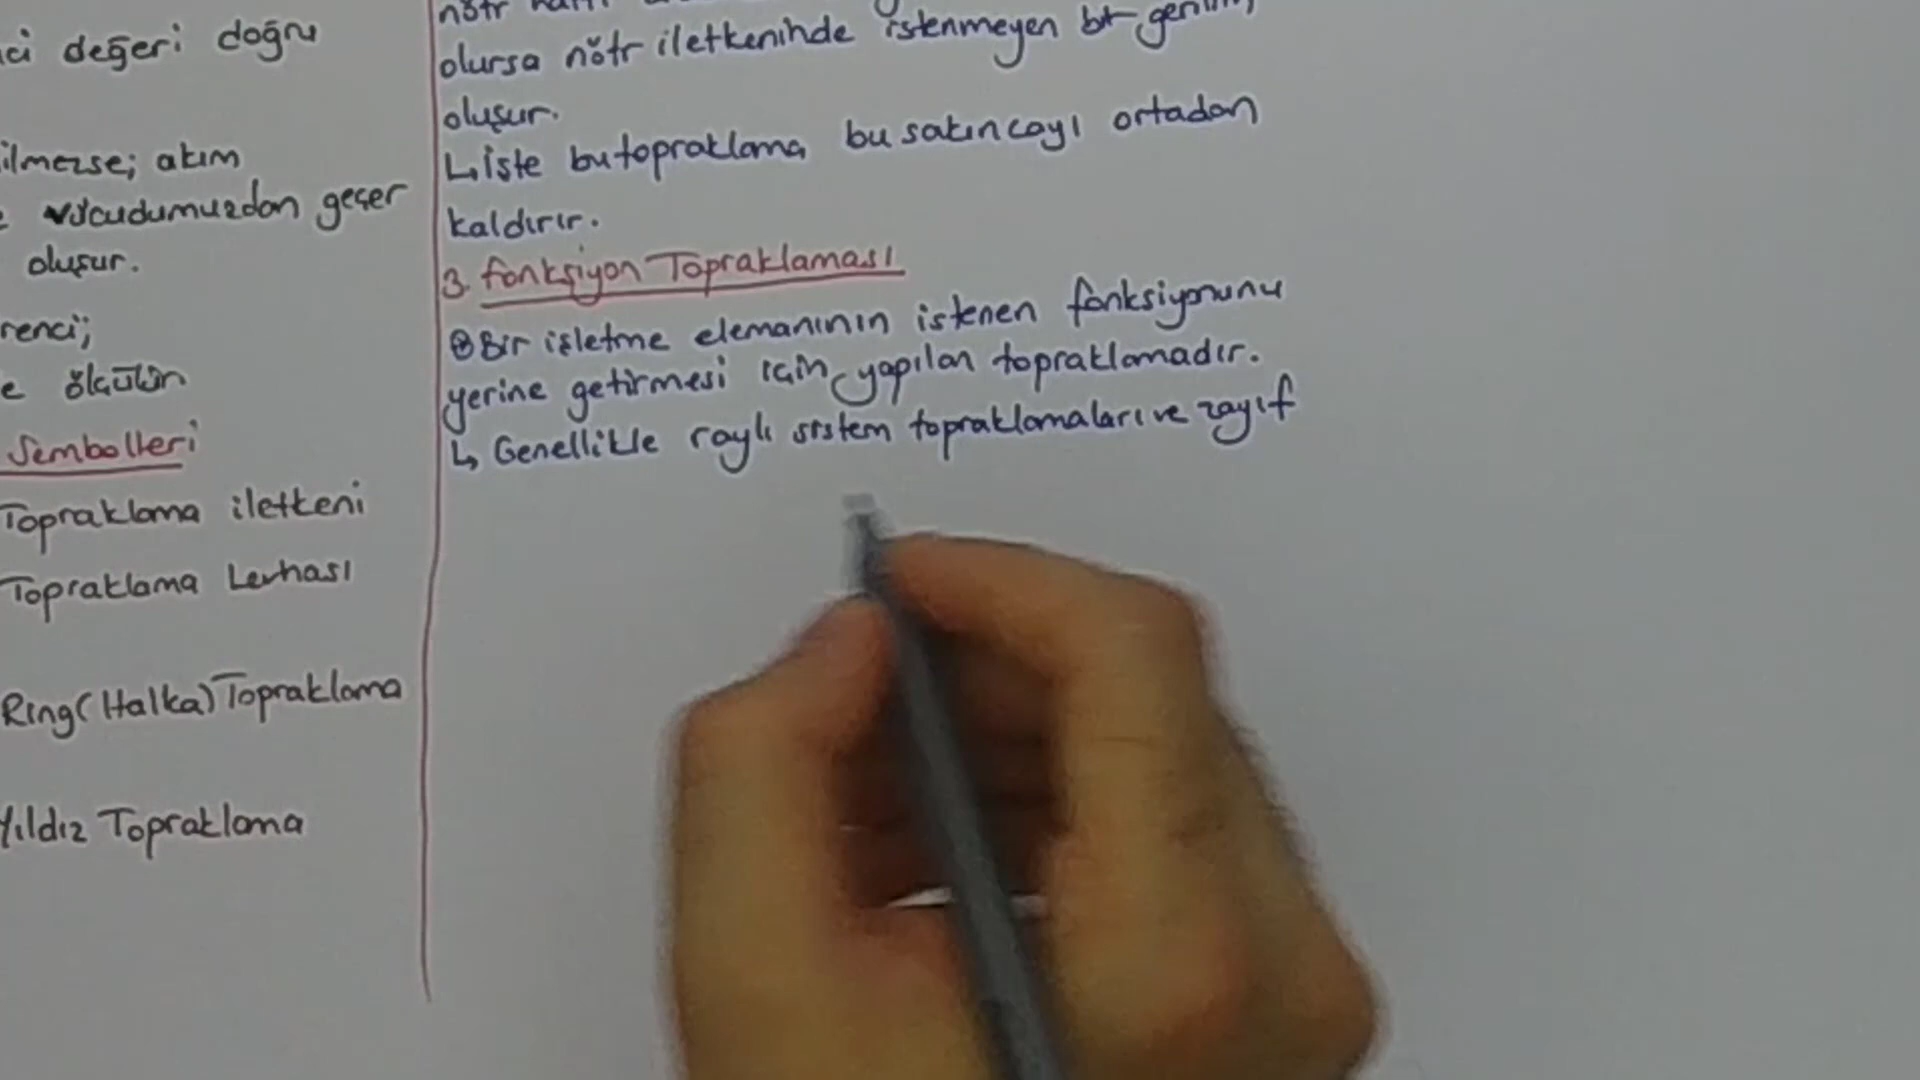 ci değeri doğru
ilmezse; akım
vücudumuzdan geçer
oluşur.
renci;
e ölçülür
Sembolleri
Topraklama iletkeni
Topraklama Levhası
Ring(Halka) Topraklama
Yıldız Topraklama
nötr
olursa nötr iletkeninde istenmeyen bir gerilim
oluşur.
↳ İşte bu topraklama bu sakıncayı ortadan
kaldırır.
3. Fonksiyon Topraklaması
Bir işletme elemanının istenen fonksiyonunu
yerine getirmesi için yapılan topraklamadır.
↳ Genellikle raylı sistem topraklamaları ve zayıf